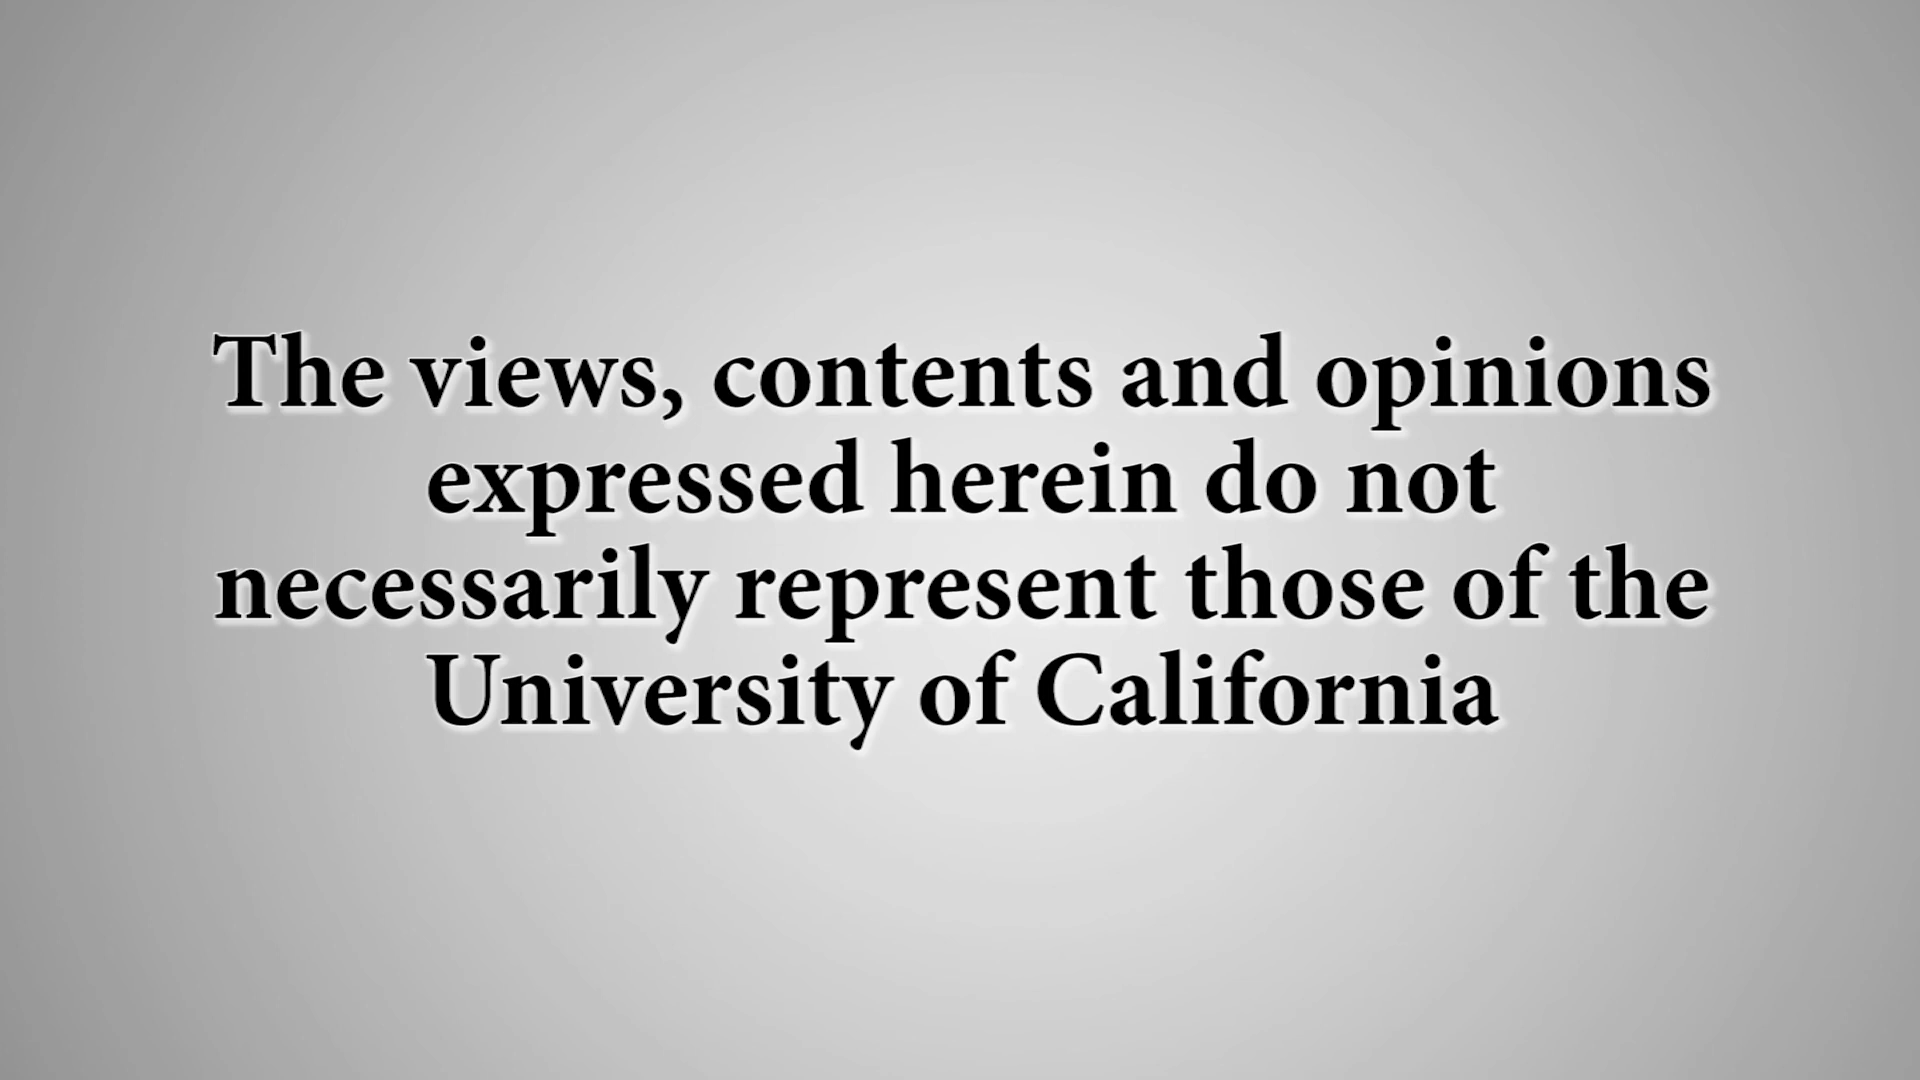 The views, contents and opinions
expressed herein do not
necessarily represent those of the
University of California